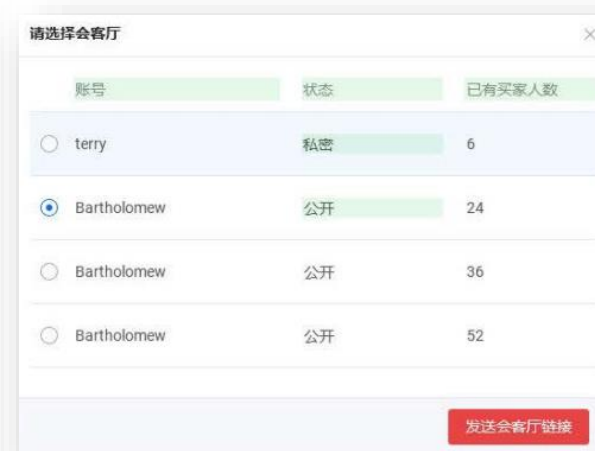 请选择会客厅
账号 状态 已有买家人数
terry 私密 6
Bartholomew 公开 24
Bartholomew 公开 36
Bartholomew 公开 52
发送会客厅链接